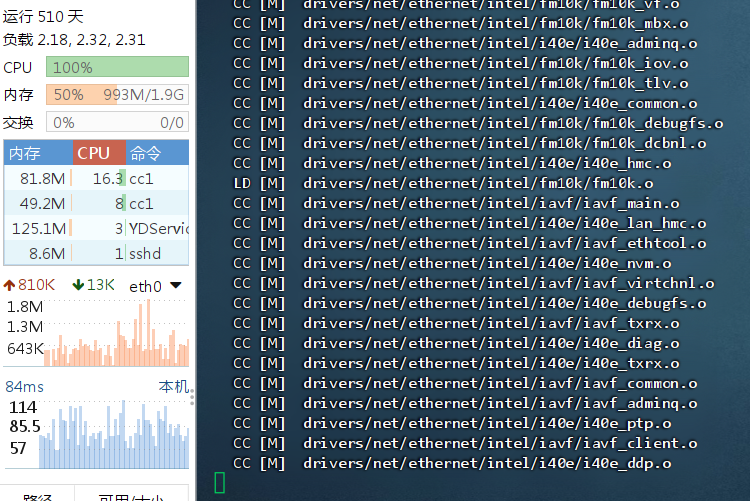 运行 510 天
负载 2.18, 2.32, 2.31
CPU 100%
内存 50% 993M/1.9G
交换 0% 0/0
内存 CPU 命令
81.8M 16.3 cc1
49.2M 8 cc1
125.1M 3 YDServic
8.6M 1 sshd
810K 13K eth0
1.8M
1.3M
643K
84ms 本机
114
85.5
57
路径 可用/大小
CC [M] drivers/net/ethernet/intel/fm10k/fm10k_vf.o
CC [M] drivers/net/ethernet/intel/fm10k/fm10k_mbx.o
CC [M] drivers/net/ethernet/intel/i40e/i40e_adminq.o
CC [M] drivers/net/ethernet/intel/fm10k/fm10k_iov.o
CC [M] drivers/net/ethernet/intel/fm10k/fm10k_tlv.o
CC [M] drivers/net/ethernet/intel/i40e/i40e_common.o
CC [M] drivers/net/ethernet/intel/fm10k/fm10k_debugfs.o
CC [M] drivers/net/ethernet/intel/fm10k/fm10k_dcbnl.o
CC [M] drivers/net/ethernet/intel/i40e/i40e_hmc.o
LD [M] drivers/net/ethernet/intel/fm10k/fm10k.o
CC [M] drivers/net/ethernet/intel/iavf/iavf_main.o
CC [M] drivers/net/ethernet/intel/i40e/i40e_lan_hmc.o
CC [M] drivers/net/ethernet/intel/iavf/iavf_ethtool.o
CC [M] drivers/net/ethernet/intel/i40e/i40e_nvm.o
CC [M] drivers/net/ethernet/intel/iavf/iavf_virtchnl.o
CC [M] drivers/net/ethernet/intel/i40e/i40e_debugfs.o
CC [M] drivers/net/ethernet/intel/iavf/iavf_txrx.o
CC [M] drivers/net/ethernet/intel/i40e/i40e_diag.o
CC [M] drivers/net/ethernet/intel/i40e/i40e_txrx.o
CC [M] drivers/net/ethernet/intel/iavf/iavf_common.o
CC [M] drivers/net/ethernet/intel/iavf/iavf_adminq.o
CC [M] drivers/net/ethernet/intel/i40e/i40e_ptp.o
CC [M] drivers/net/ethernet/intel/iavf/iavf_client.o
CC [M] drivers/net/ethernet/intel/i40e/i40e_ddp.o